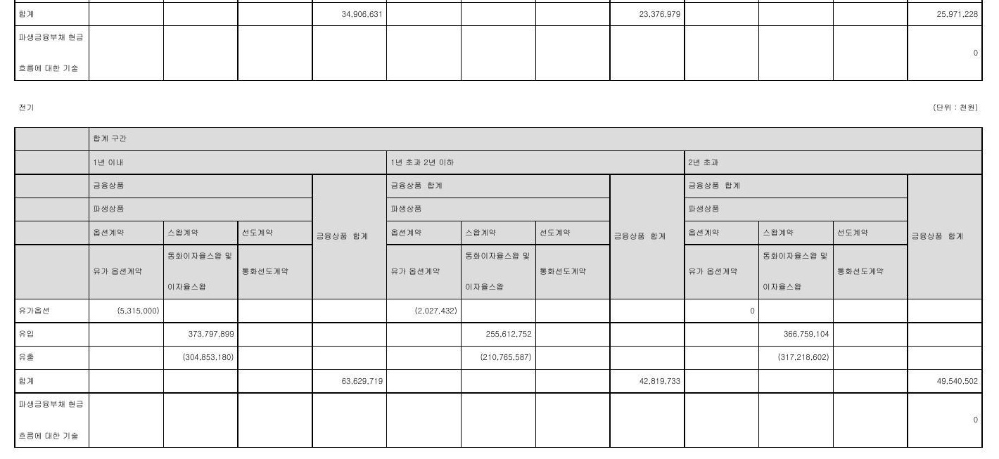 합계 34,906,631 23,376,979 25,971,228
파생금융부채 현금
흐름에 대한 기술 0
전기 (단위 : 천원)
합계 구간
1년 이내 1년 초과 2년 이하 2년 초과
금융상품 금융상품 합계 금융상품 합계
파생상품 파생상품 파생상품
옵션계약 스왑계약 선도계약 금융상품 합계 옵션계약 스왑계약 선도계약 금융상품 합계 옵션계약 스왑계약 선도계약 금융상품 합계
통화이자율스왑 및 통화이자율스왑 및 통화이자율스왑 및
유가 옵션계약 통화선도계약 유가 옵션계약 통화선도계약 유가 옵션계약 통화선도계약
이자율스왑 이자율스왑 이자율스왑
유가옵션 (5,315,000) (2,027,432) 0
유입 373,797,899 255,612,752 366,759,104
유출 (304,853,180) (210,765,587) (317,218,602)
합계 63,629,719 42,819,733 49,540,502
파생금융부채 현금
흐름에 대한 기술 0